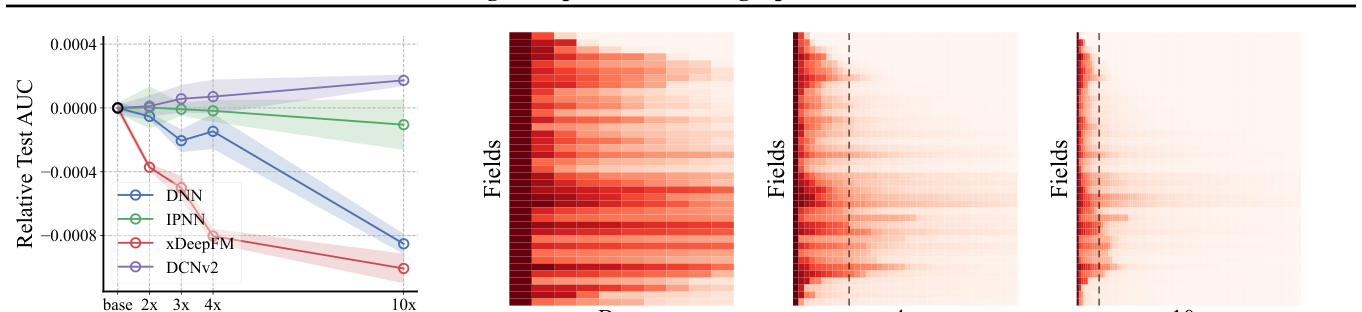 0.0004
0.0000
−0.0004
−0.0008
Relative Test AUC
DNN
IPNN
xDeepFM
DCNv2
base 2x 3x 4x 10x
Fields
Fields
Fields